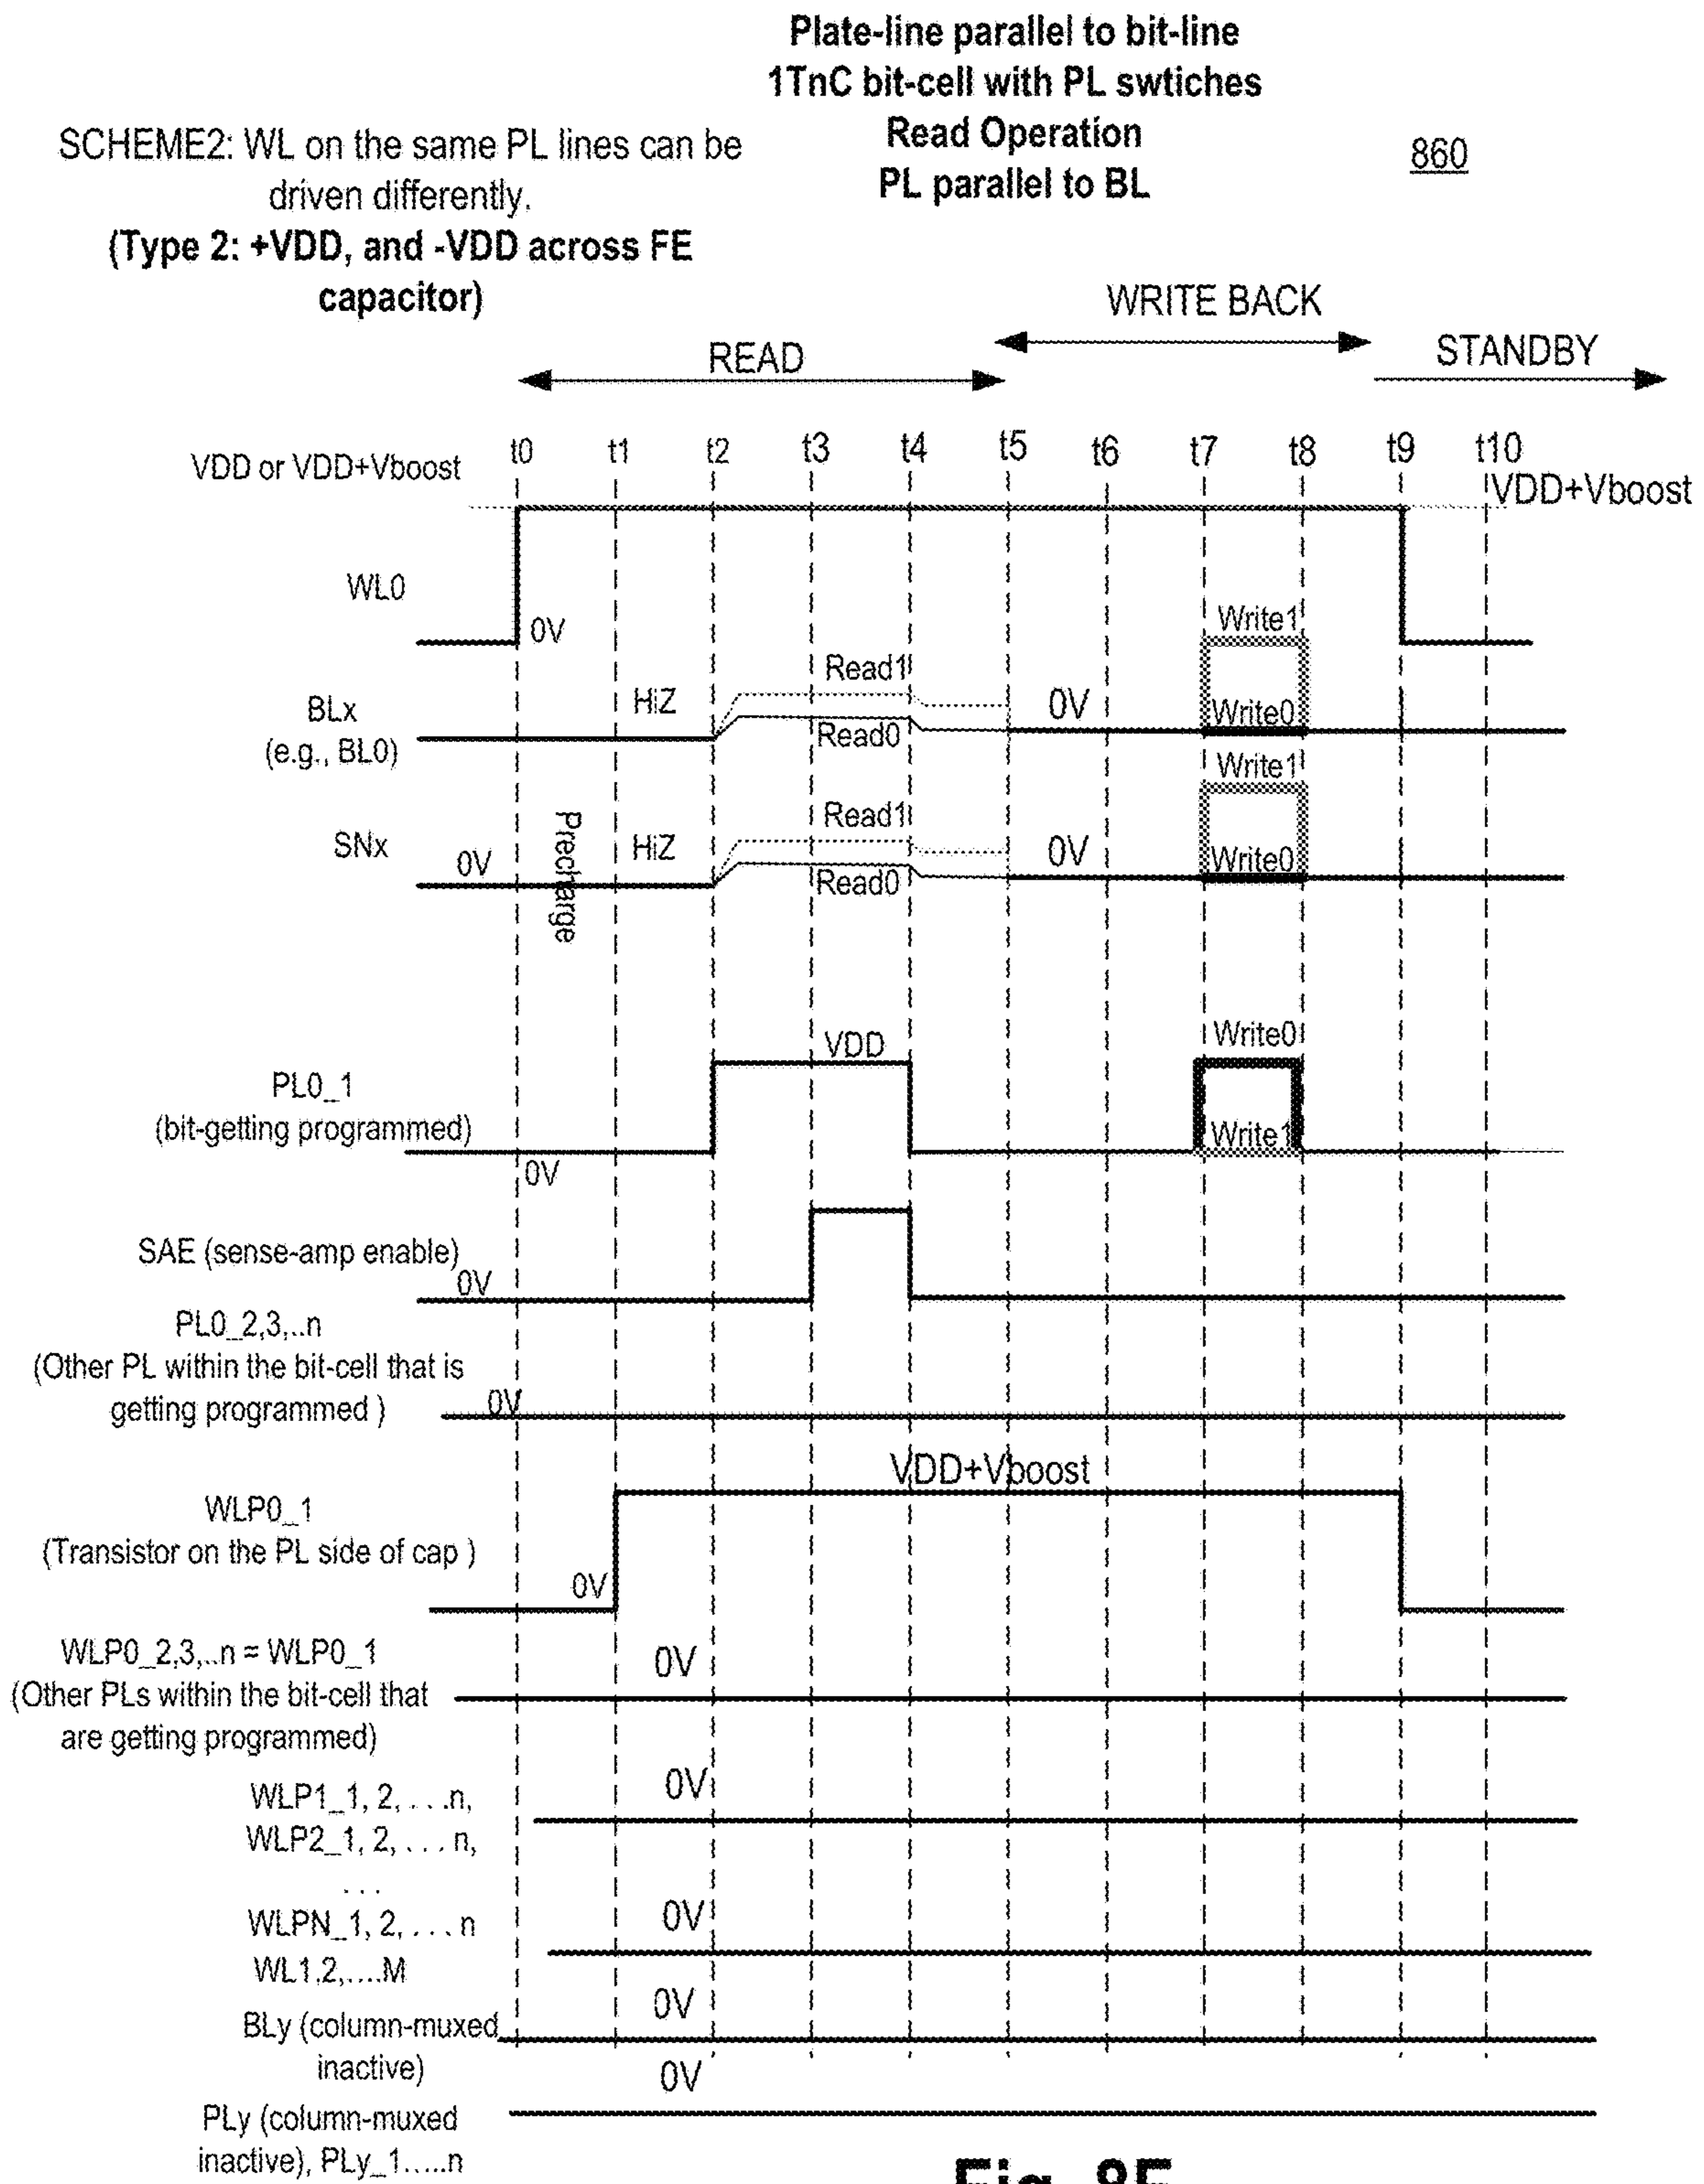 Plate-line parallel to bit-line
1TnC bit-cell with PL swtiches
Read Operation
PL parallel to BL
860
SCHEME2: WL on the same PL lines can be
driven differently.
(Type 2: +VDD, and -VDD across FE
capacitor)
WRITE BACK
READ
STANDBY
t0 t1 t2 t3 t4 t5 t6 t7 t8 t9 t10
VDD or VDD+Vboost
VDD+Vboost
WL0
0V
Write1
Read1
HiZ
0V
BLx
(e.g., BL0)
Read0
Write0
Write1
Precharge
Read1
SNx
0V
HiZ
0V
Read0
Write0
Write0
VDD
PL0_1
(bit-getting programmed)
Write1
0V
SAE (sense-amp enable)
0V
PL0_2,3,..n
(Other PL within the bit-cell that is
getting programmed )
0V
VDD+Vboost
WLP0_1
(Transistor on the PL side of cap )
0V
WLP0_2,3,..n = WLP0_1
(Other PLs within the bit-cell that
are getting programmed)
0V
WLP1_1, 2, . . .n,
0V
WLP2_1, 2, . . . n,
. . .
WLPN_1, 2, . . . n
0V
WL1,2,....M
0V
BLy (column-muxed
inactive)
0V
PLy (column-muxed
inactive), PLy_1.....n